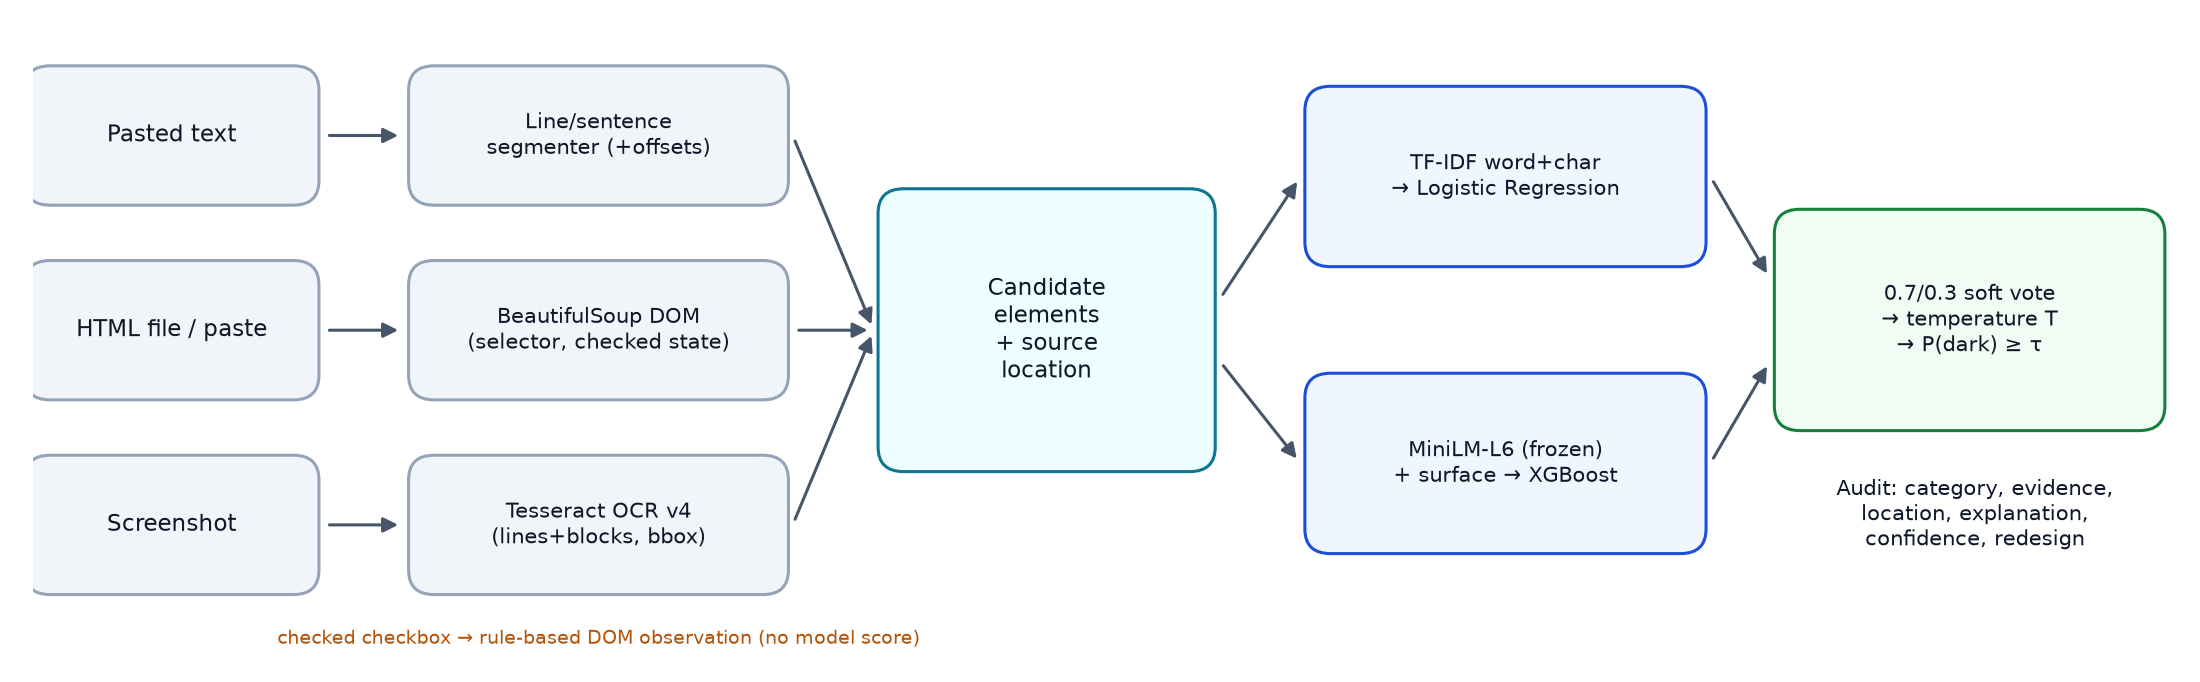 Pasted text
Line/sentence
segmenter (+offsets)
HTML file / paste
BeautifulSoup DOM
(selector, checked state)
Screenshot
Tesseract OCR v4
(lines+blocks, bbox)
Candidate
elements
+ source
location
TF-IDF word+char
→ Logistic Regression
MiniLM-L6 (frozen)
+ surface → XGBoost
0.7/0.3 soft vote
→ temperature T
→ P(dark) ≥ τ
Audit: category, evidence,
location, explanation,
confidence, redesign
checked checkbox → rule-based DOM observation (no model score)